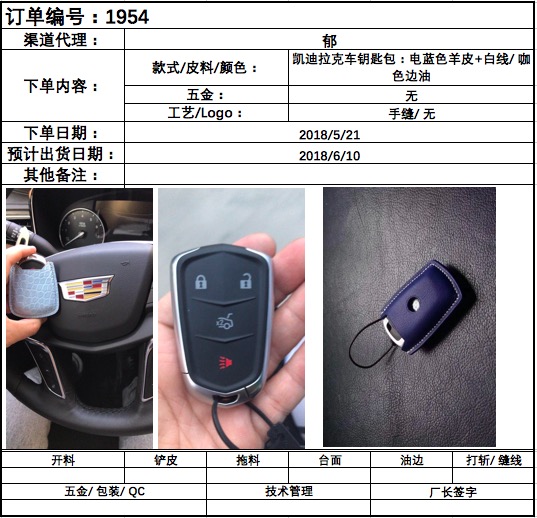 订单编号：1954
渠道代理： 郁
下单内容： 款式/皮料/颜色： 凯迪拉克车钥匙包：电蓝色羊皮+白线/ 咖
色边油
五金： 无
工艺/Logo： 手缝/ 无
下单日期： 2018/5/21
预计出货日期： 2018/6/10
其他备注：
开料 铲皮 拖料 台面 油边 打斩/ 缝线
五金/ 包装/ QC 技术管理 厂长签字